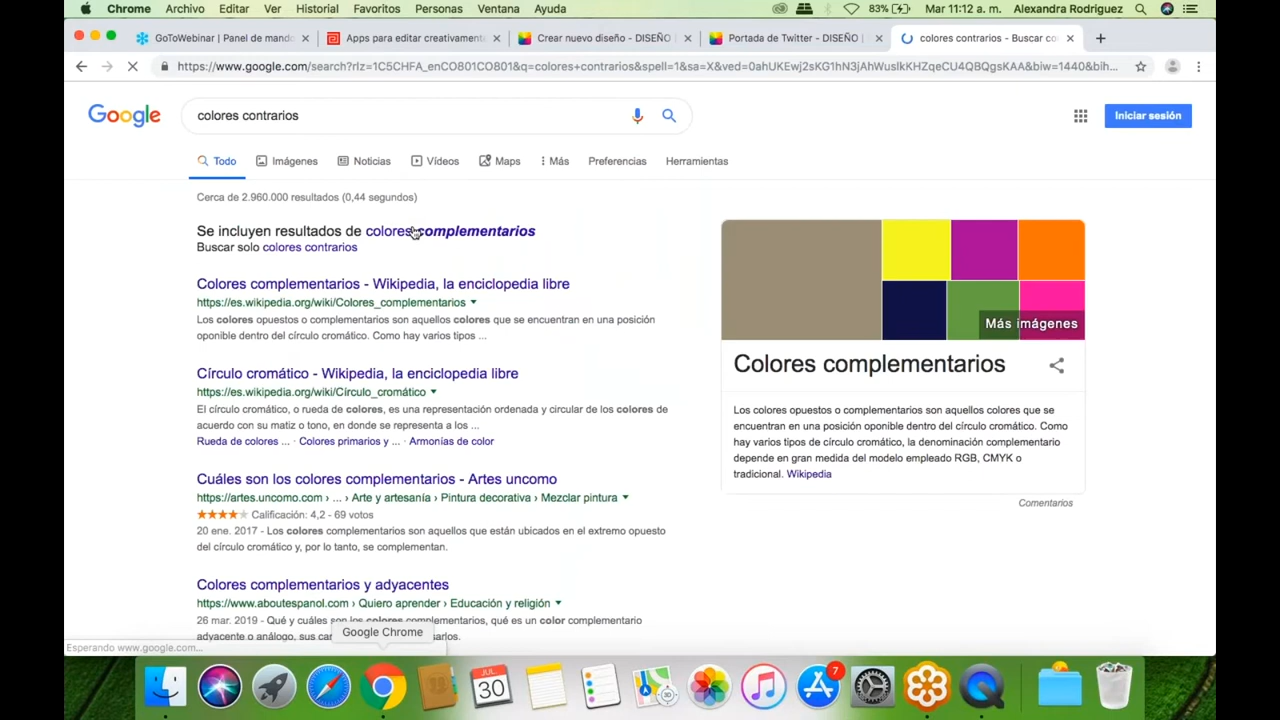 Chrome Archivo Editar Ver Historial Favoritos Personas Ventana Ayuda 83% Mar 11:12 a. m. Alexandra Rodriguez
GoToWebinar | Panel de mando Apps para editar creativament Crear nuevo diseño - DISEÑO | Portada de Twitter - DISEÑO | colores contrarios - Buscar co
https://www.google.com/search?rlz=1C5CHFA_enCO801CO801&q=colores+contrarios&spell=1&sa=X&ved=0ahUKEwj2sKG1hN3jAhWuslkKHZqeCU4QBQgsKAA&biw=1440&bih...
Google colores contrarios Iniciar sesión
Todo Imágenes Noticias Vídeos Maps Más Preferencias Herramientas
Cerca de 2.960.000 resultados (0,44 segundos)
Se incluyen resultados de colores complementarios
Buscar solo colores contrarios
Colores complementarios - Wikipedia, la enciclopedia libre
https://es.wikipedia.org/wiki/Colores_complementarios
Los colores opuestos o complementarios son aquellos colores que se encuentran en una posición
oponible dentro del círculo cromático. Como hay varios tipos ...
Círculo cromático - Wikipedia, la enciclopedia libre
https://es.wikipedia.org/wiki/Círculo_cromático
El círculo cromático, o rueda de colores, es una representación ordenada y circular de los colores de
acuerdo con su matiz o tono, en donde se representa a los ...
Rueda de colores ... · Colores primarios y ... · Armonías de color
Cuáles son los colores complementarios - Artes uncomo
https://artes.uncomo.com › ... › Arte y artesanía › Pintura decorativa › Mezclar pintura
Calificación: 4,2 - 69 votos
20 ene. 2017 - Los colores complementarios son aquellos que están ubicados en el extremo opuesto
del círculo cromático y, por lo tanto, se complementan.
Colores complementarios y adyacentes
https://www.aboutespanol.com › Quiero aprender › Educación y religión
26 mar. 2019 - Qué y cuáles son los colores complementarios, qué es un color complementario
adyacente o análogo, sus
Más imágenes
Colores complementarios
Los colores opuestos o complementarios son aquellos colores que se
encuentran en una posición oponible dentro del círculo cromático. Como
hay varios tipos de círculo cromático, la denominación complementario
depende en gran medida del modelo empleado RGB, CMYK o
tradicional. Wikipedia
Comentarios
Google Chrome
Esperando www.google.com...
JUL
30
7